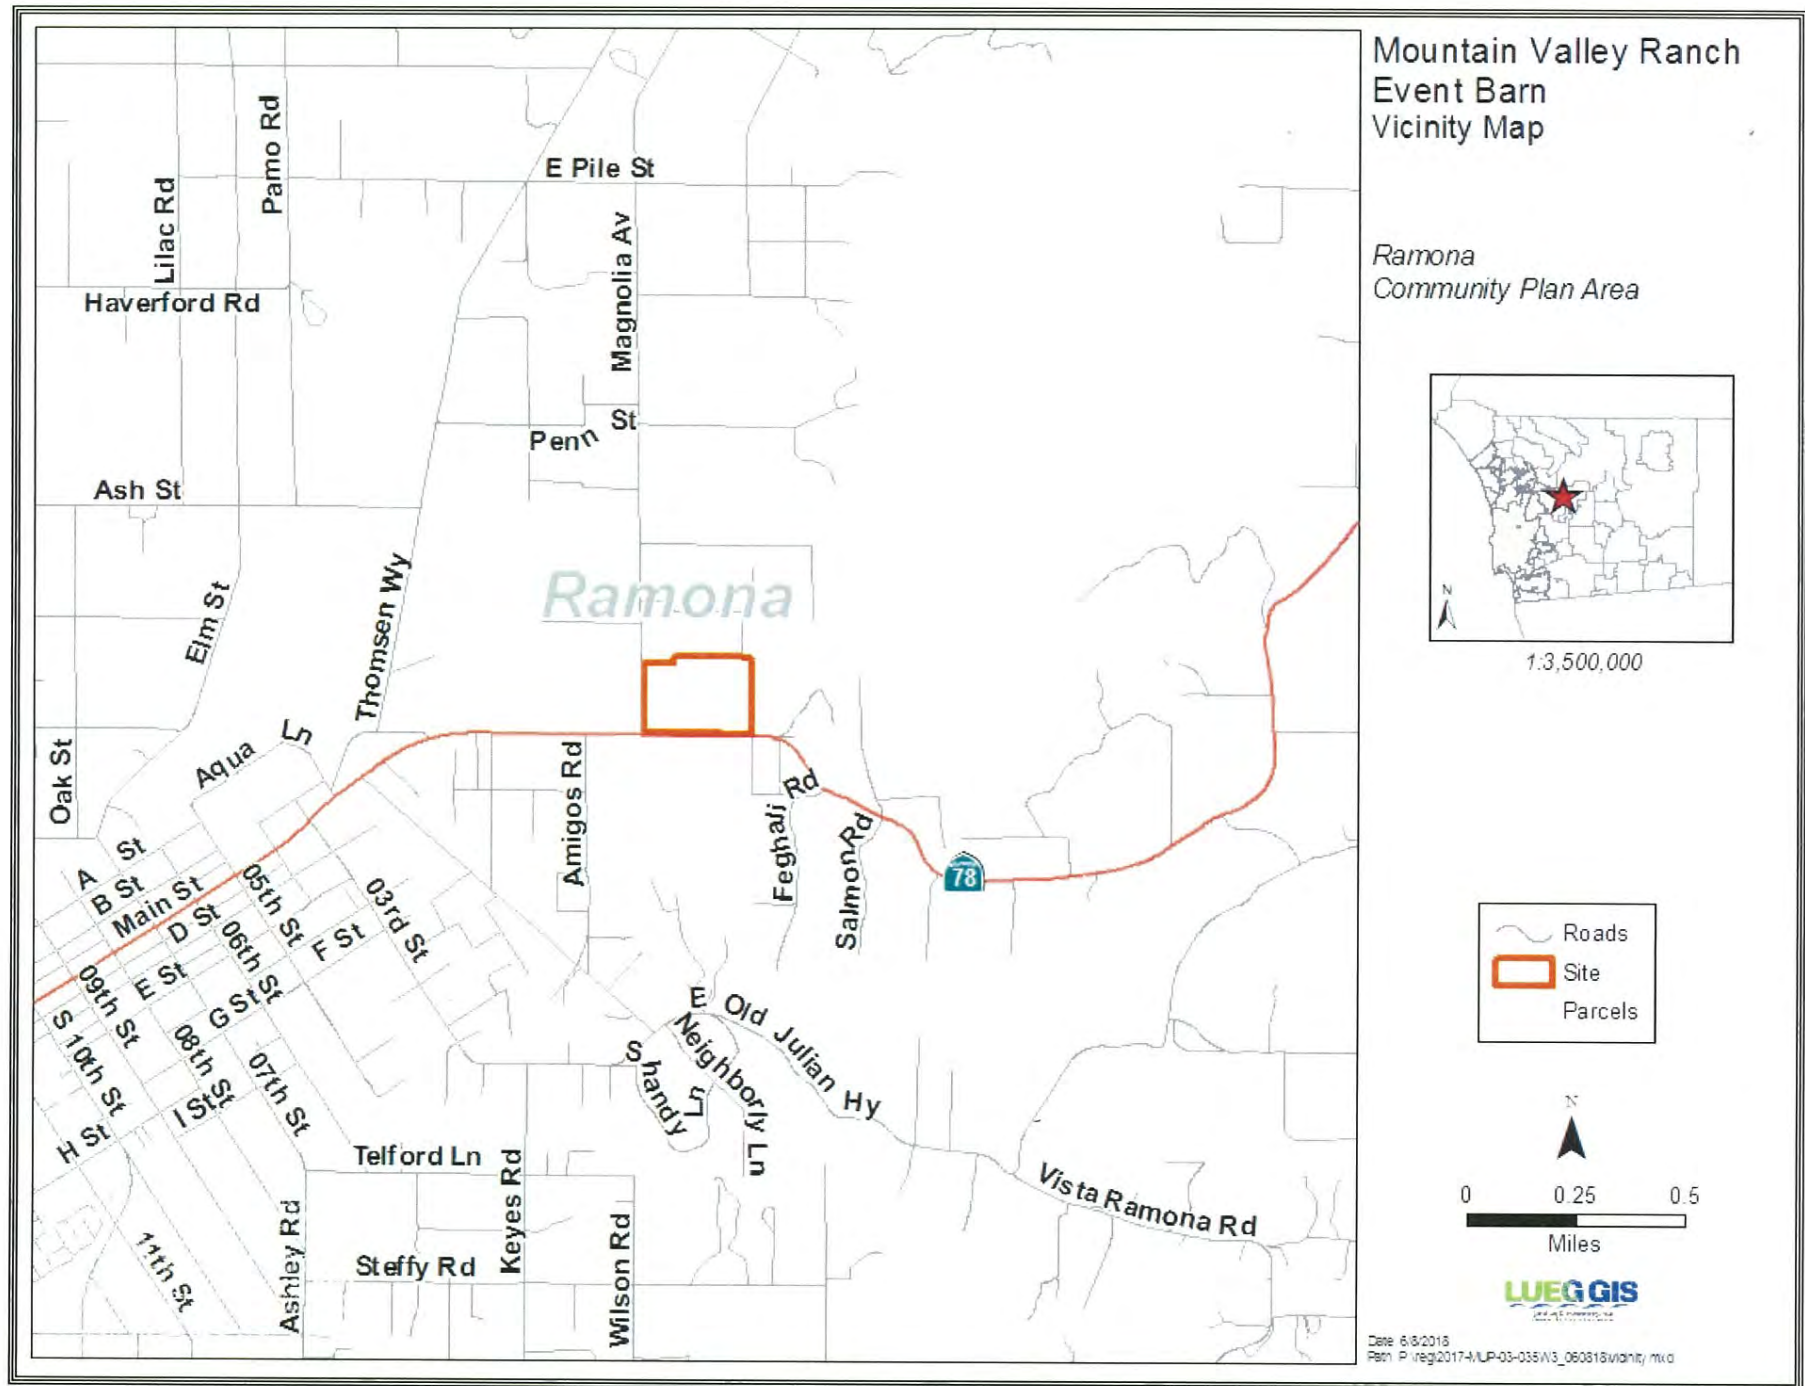 Mountain Valley Ranch
Event Barn
Vicinity Map
Ramona
Community Plan Area
N
1:3,500,000
Roads
Site
Parcels
N
0 0.25 0.5
Miles
LUEG GIS
Date 6/8/2018
Pamo Rd
Lilac Rd
E Pile St
Magnolia Av
Haverford Rd
Penn St
Ash St
Ramona
Elm St
Thomsen Wy
Oak St
Aqua Ln
Amigos Rd
Feghali Rd
Salmon Rd
78
A St
B St
Main St
D St
E St
F St
G St
H St
I St
03rd St
05th St
06th St
07th St
08th St
09th St
S 10th St
11th St
E Old Julian Hy
Neighborly Ln
Shandy Ln
Vista Ramona Rd
Telford Ln
Keyes Rd
Ashley Rd
Steffy Rd
Wilson Rd